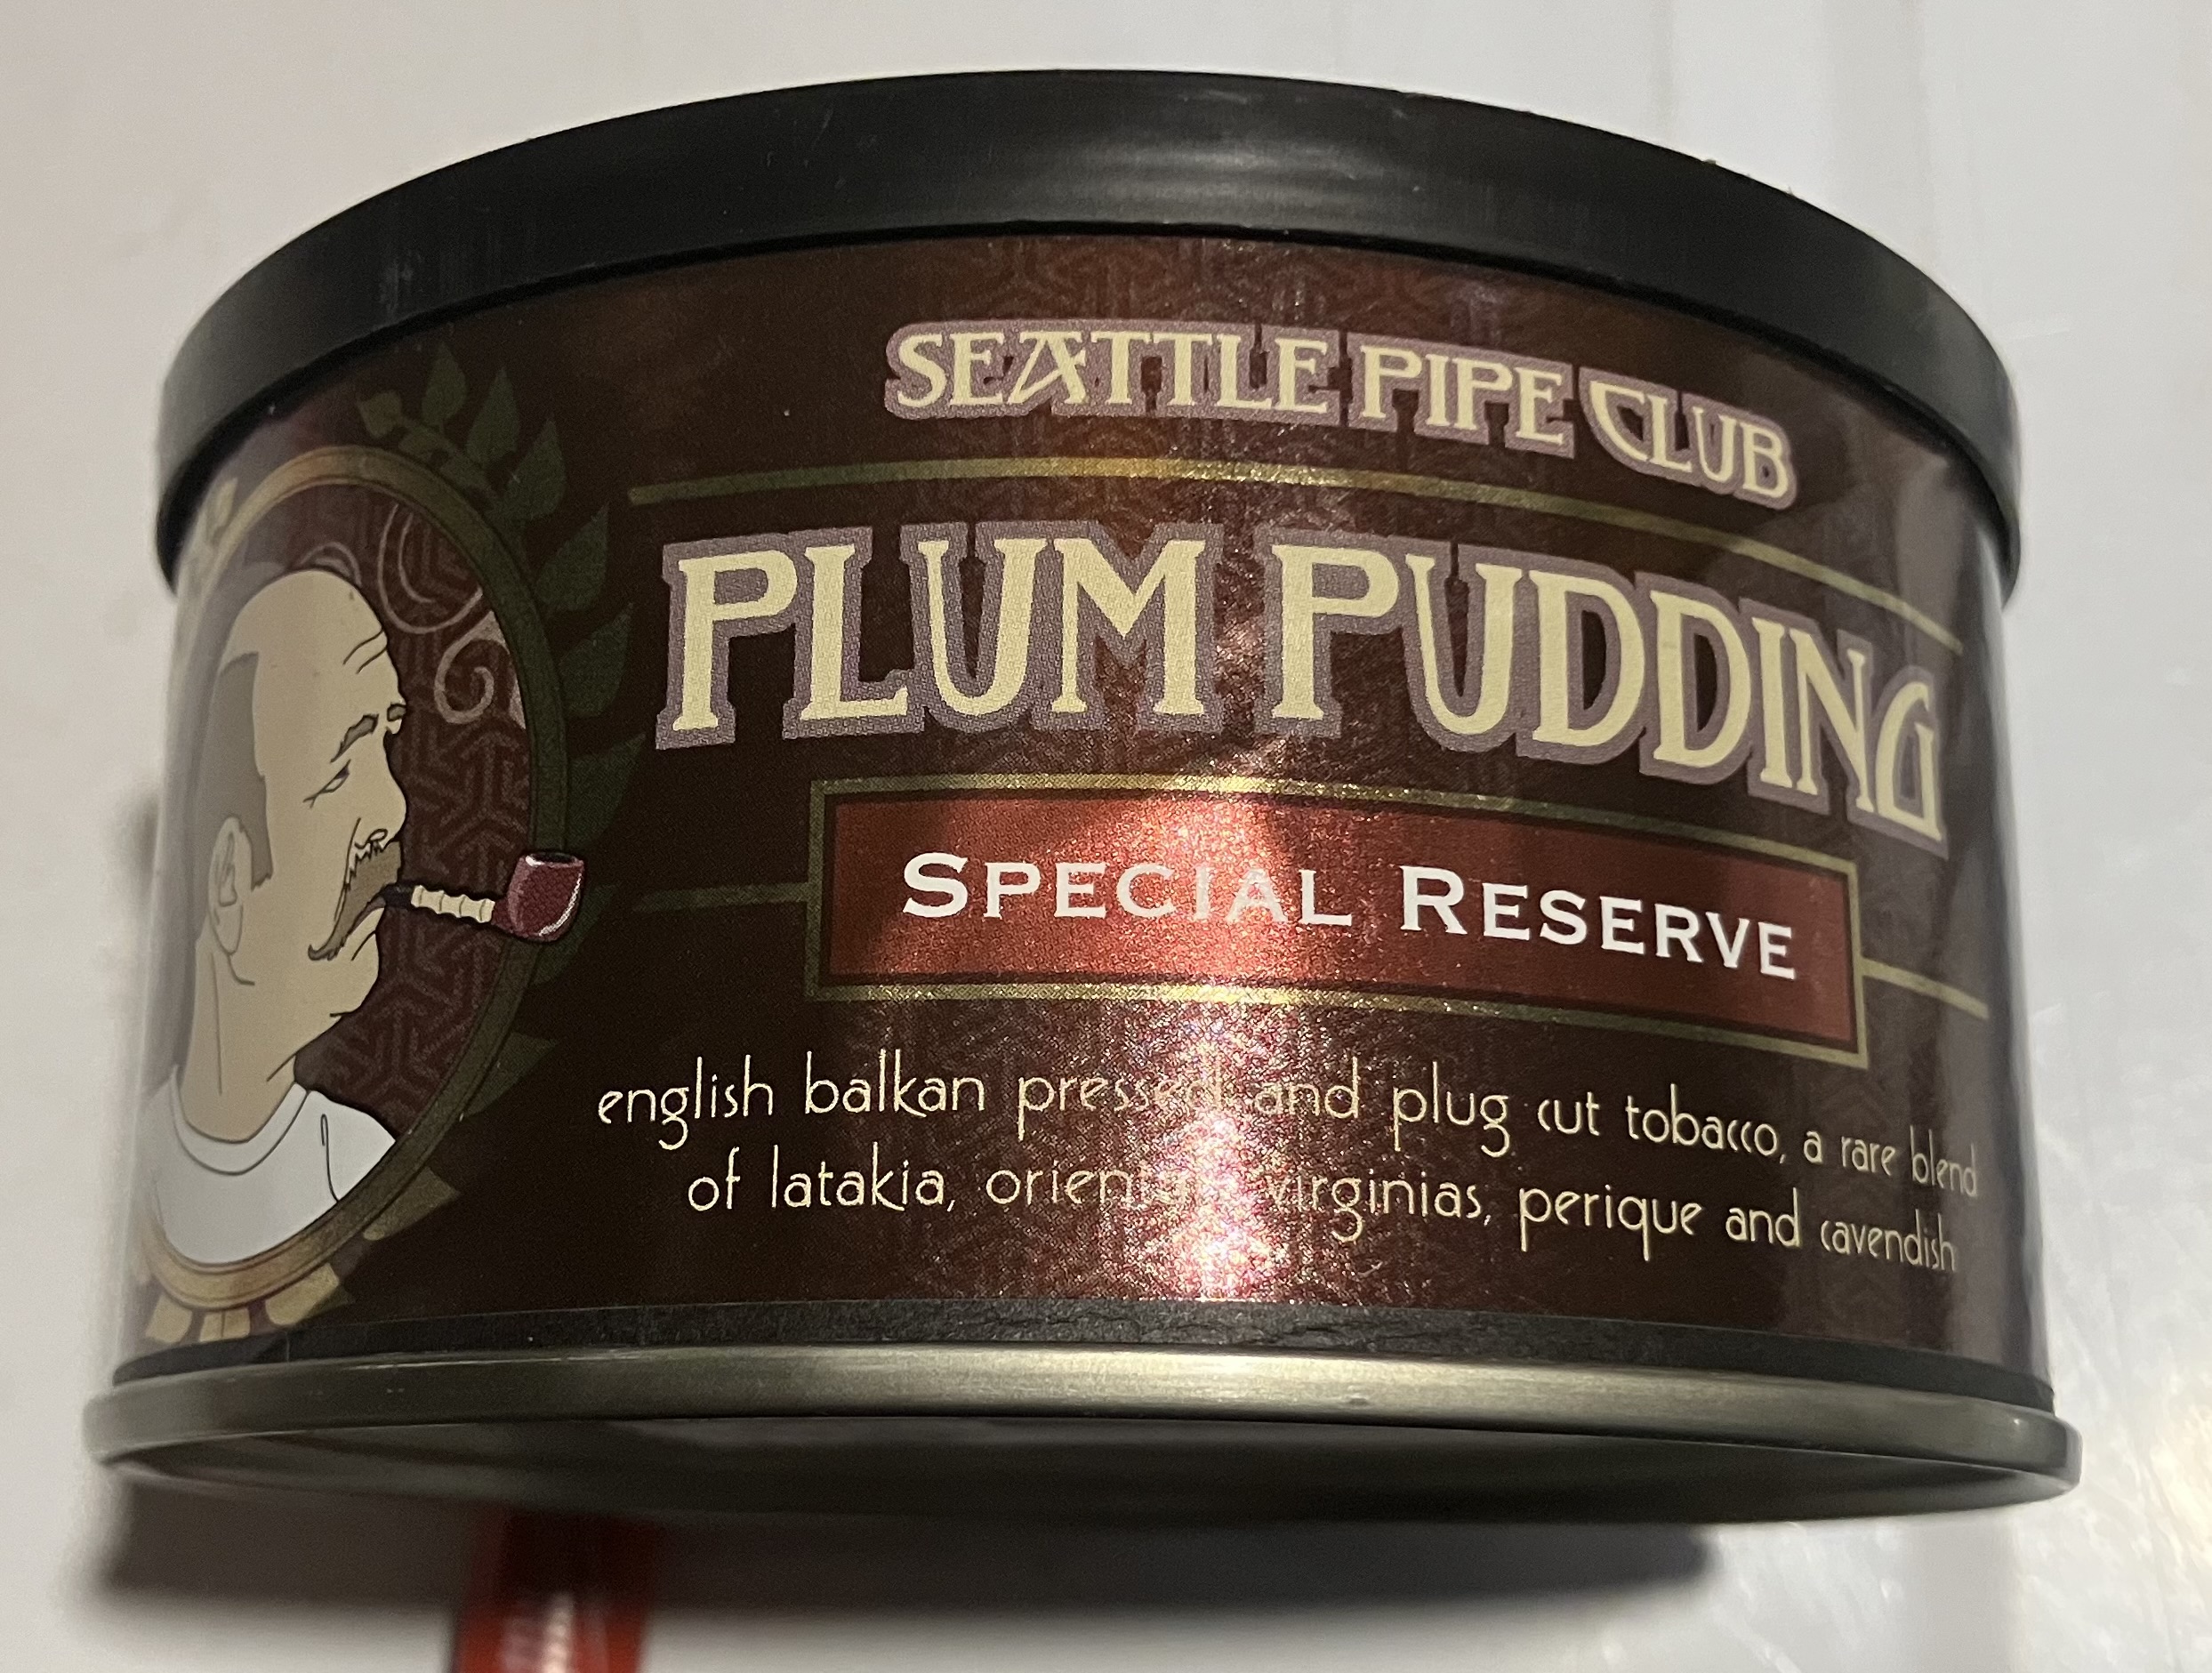 SEATTLE PIPE CLUB
PLUM PUDDING
SPECIAL RESERVE
english balkan pressed and plug cut tobacco, a rare blend
of latakia, oriental, virginias, perique and cavendish